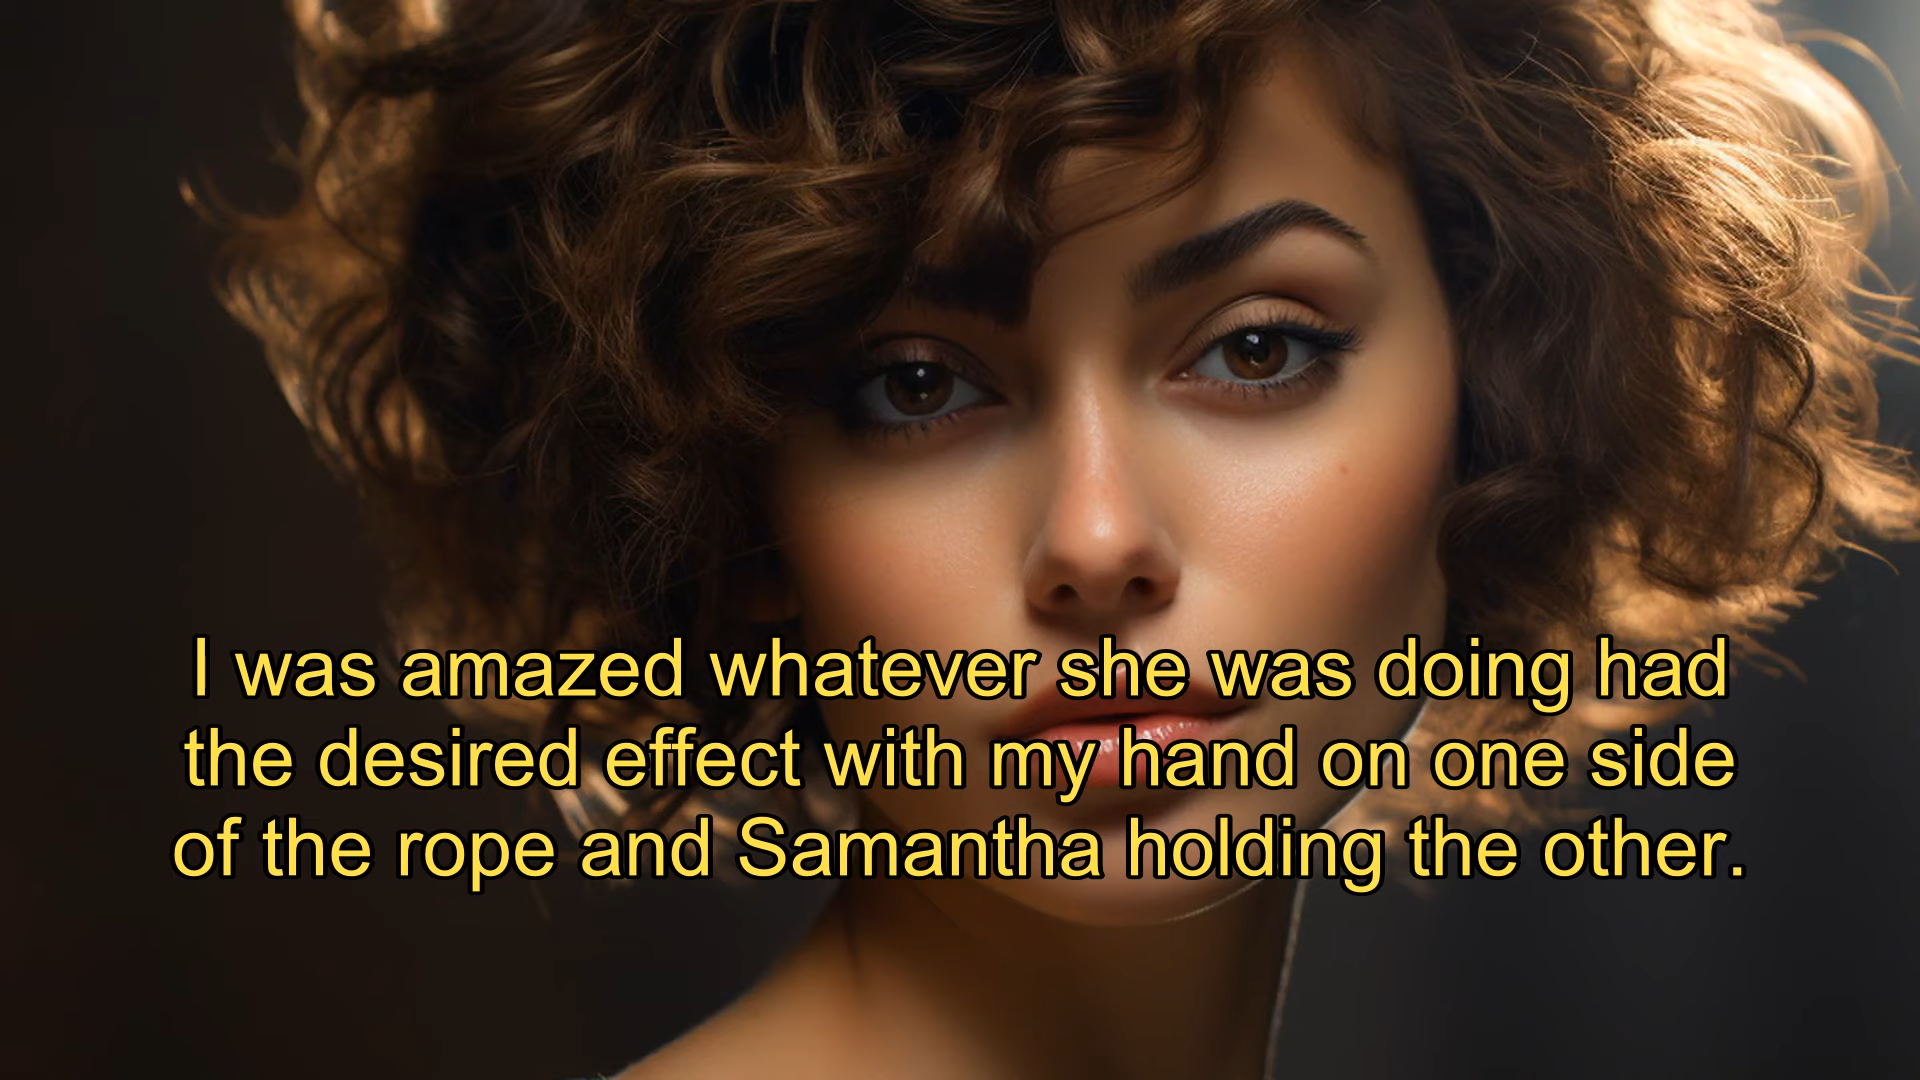 I was amazed whatever she was doing had
the desired effect with my hand on one side
of the rope and Samantha holding the other.